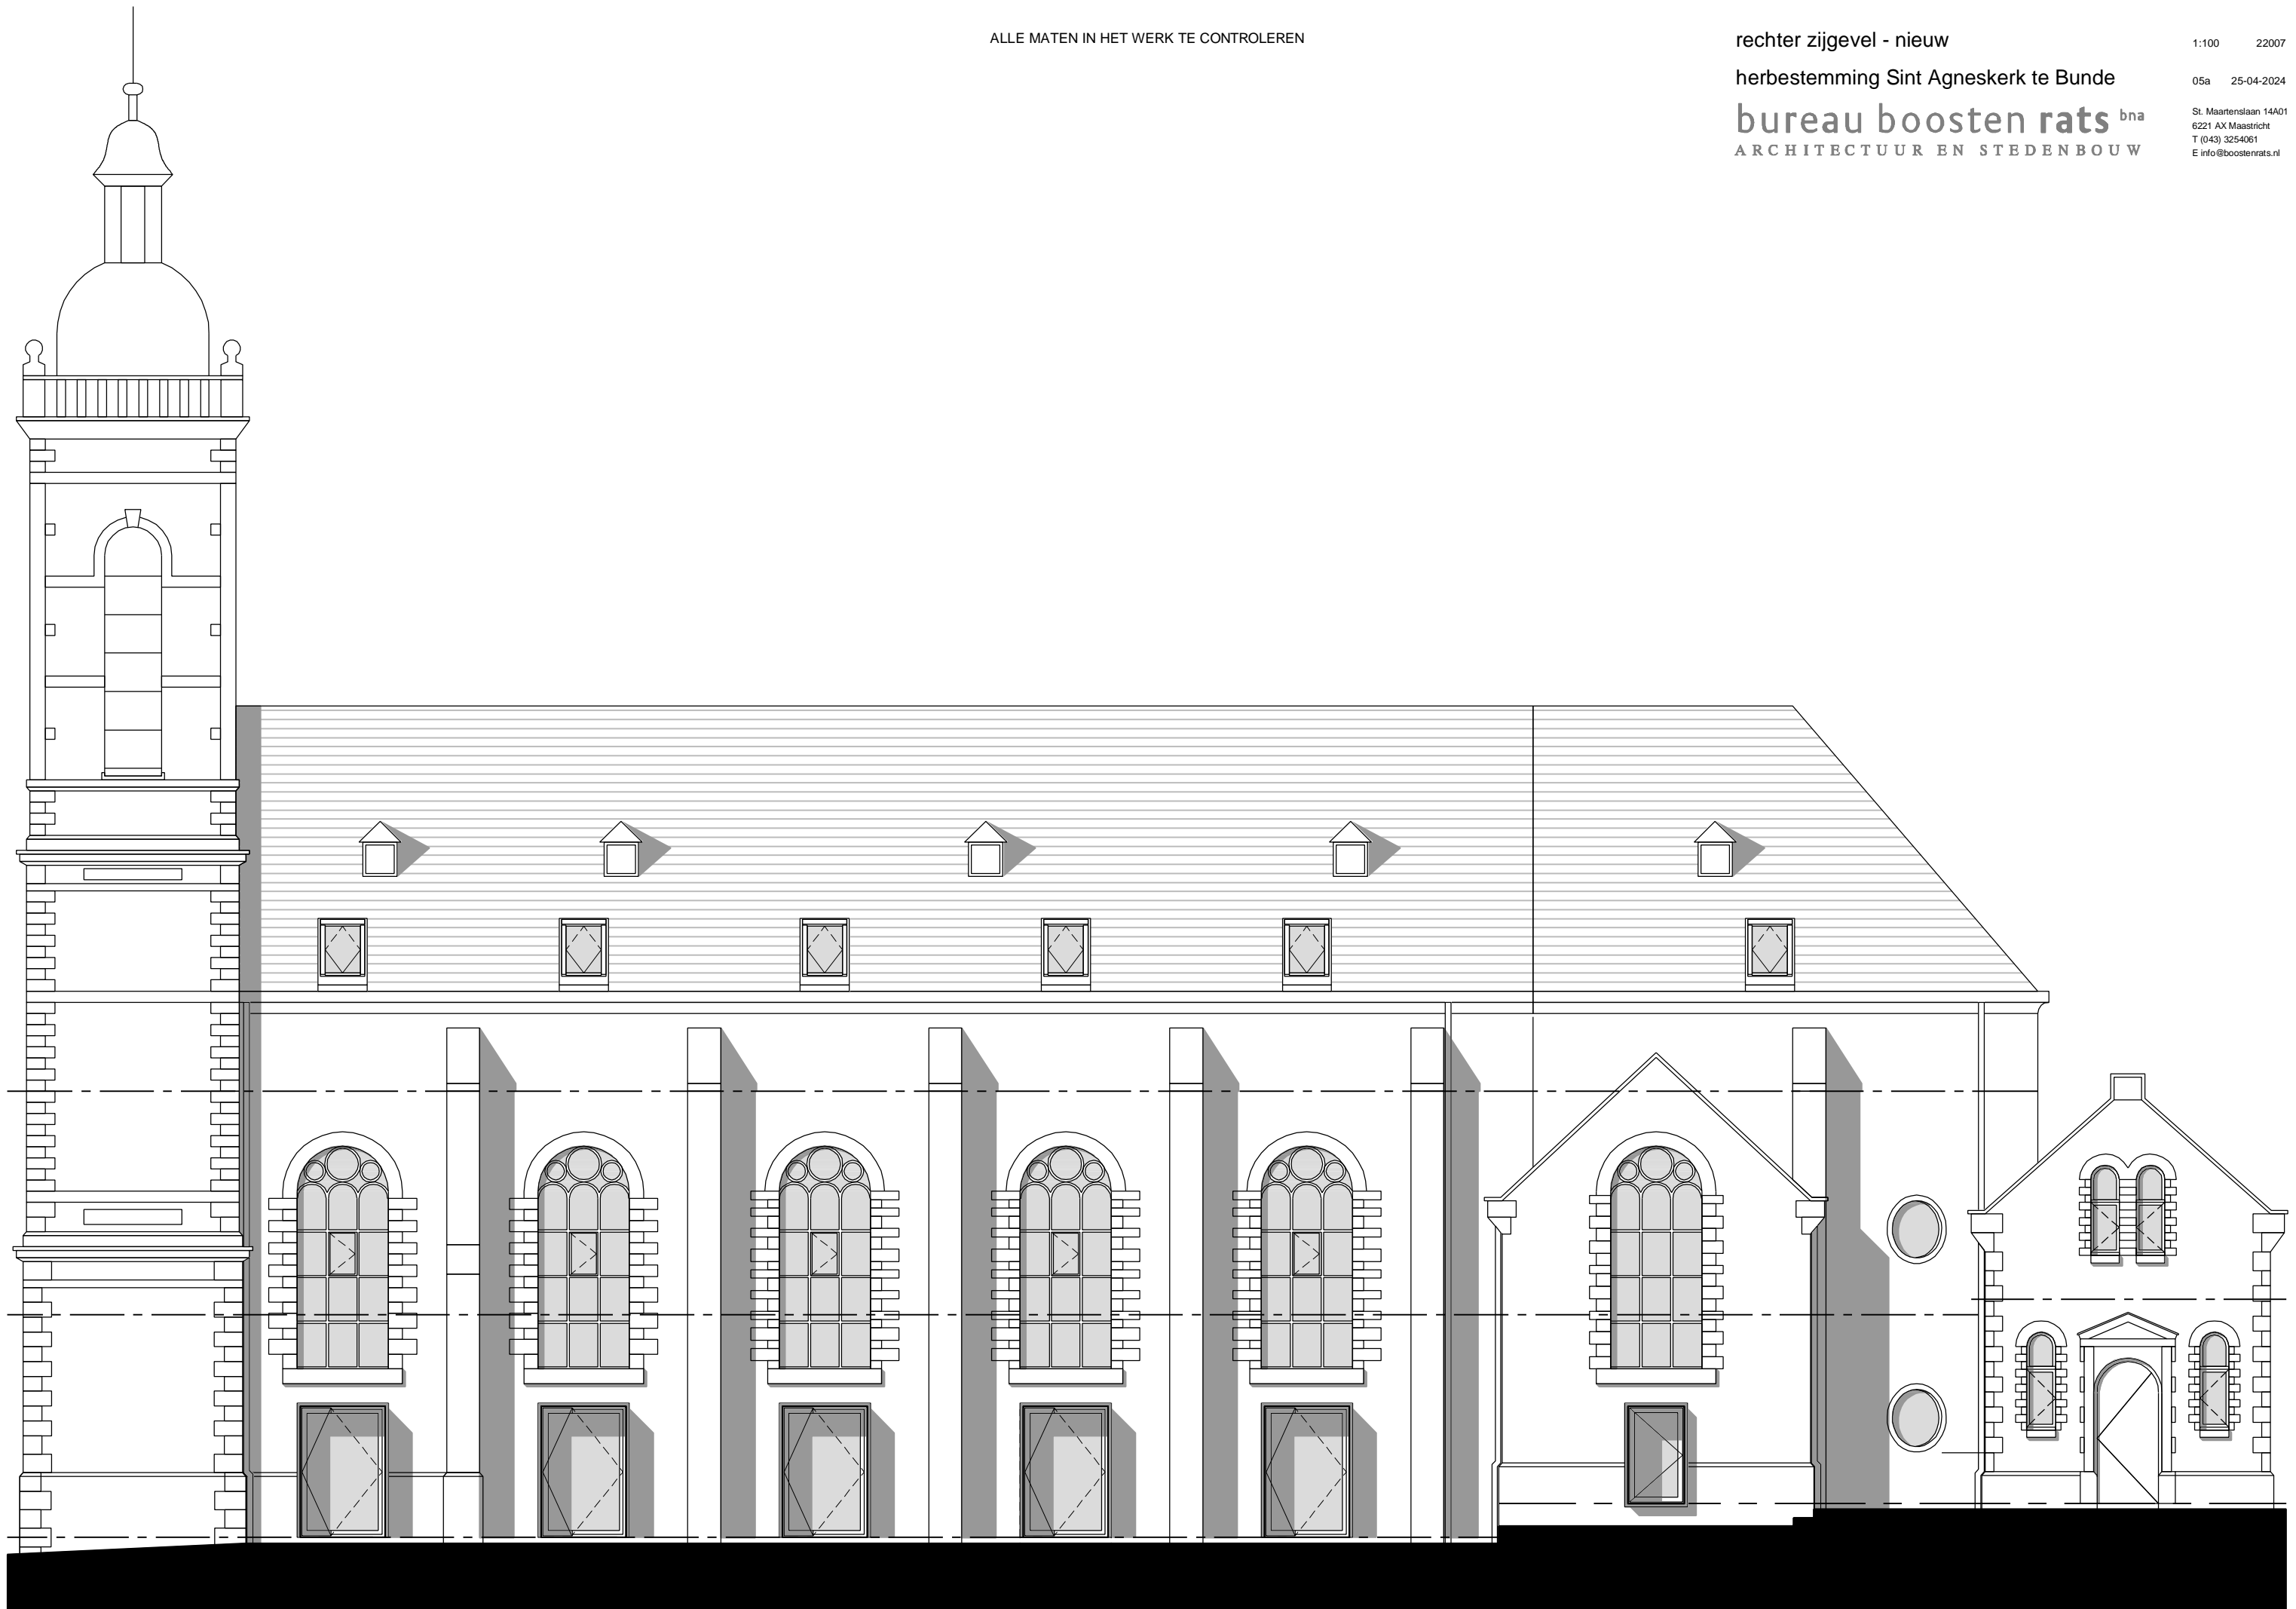 ALLE MATEN IN HET WERK TE CONTROLEREN
rechter zijgevel - nieuw
1:100 22007
herbestemming Sint Agneskerk te Bunde
05a 25-04-2024
bureau boosten rats bna
ARCHITECTUUR EN STEDENBOUW
St. Maartenslaan 14A01
6221 AX Maastricht
T (043) 3254061
E info@boostenrats.nl